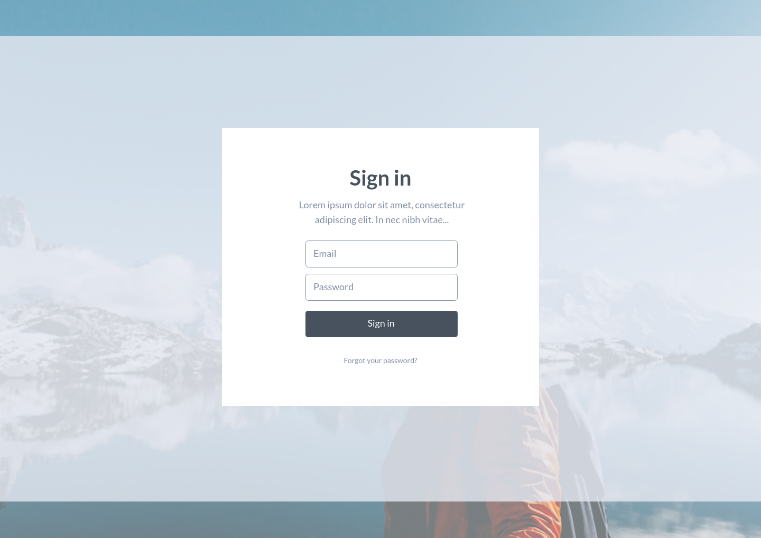 Sign in
Lorem ipsum dolor sit amet, consectetur
adipiscing elit. In nec nibh vitae...
Email
Password
Sign in
Forgot your password?